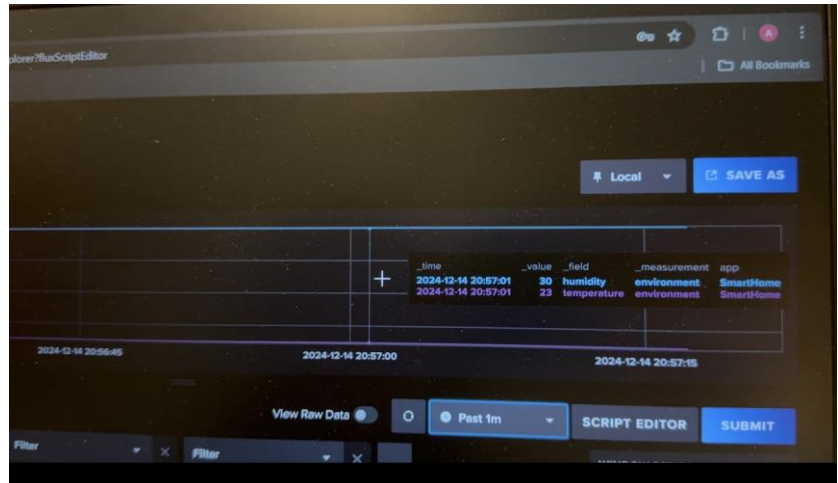 plorer?fluxScriptEditor
A
All Bookmarks
Local
SAVE AS
_time _value _field _measurement app
2024-12-14 20:57:01 30 humidity environment SmartHome
2024-12-14 20:57:01 23 temperature environment SmartHome
2024-12-14 20:56:45 2024-12-14 20:57:00 2024-12-14 20:57:15
View Raw Data Past 1m SCRIPT EDITOR SUBMIT
Filter Filter